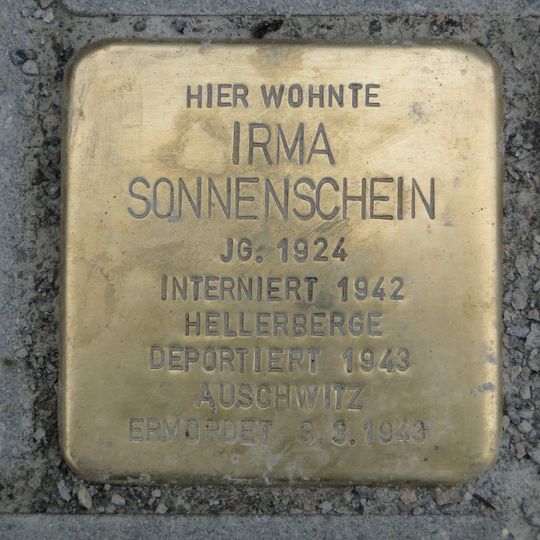 HIER WOHNTE
IRMA
SONNENSCHEIN
JG. 1924
INTERNIERT 1942
HELLERBERGE
DEPORTIERT 1943
AUSCHWITZ
ERMORDET 3.3.1943